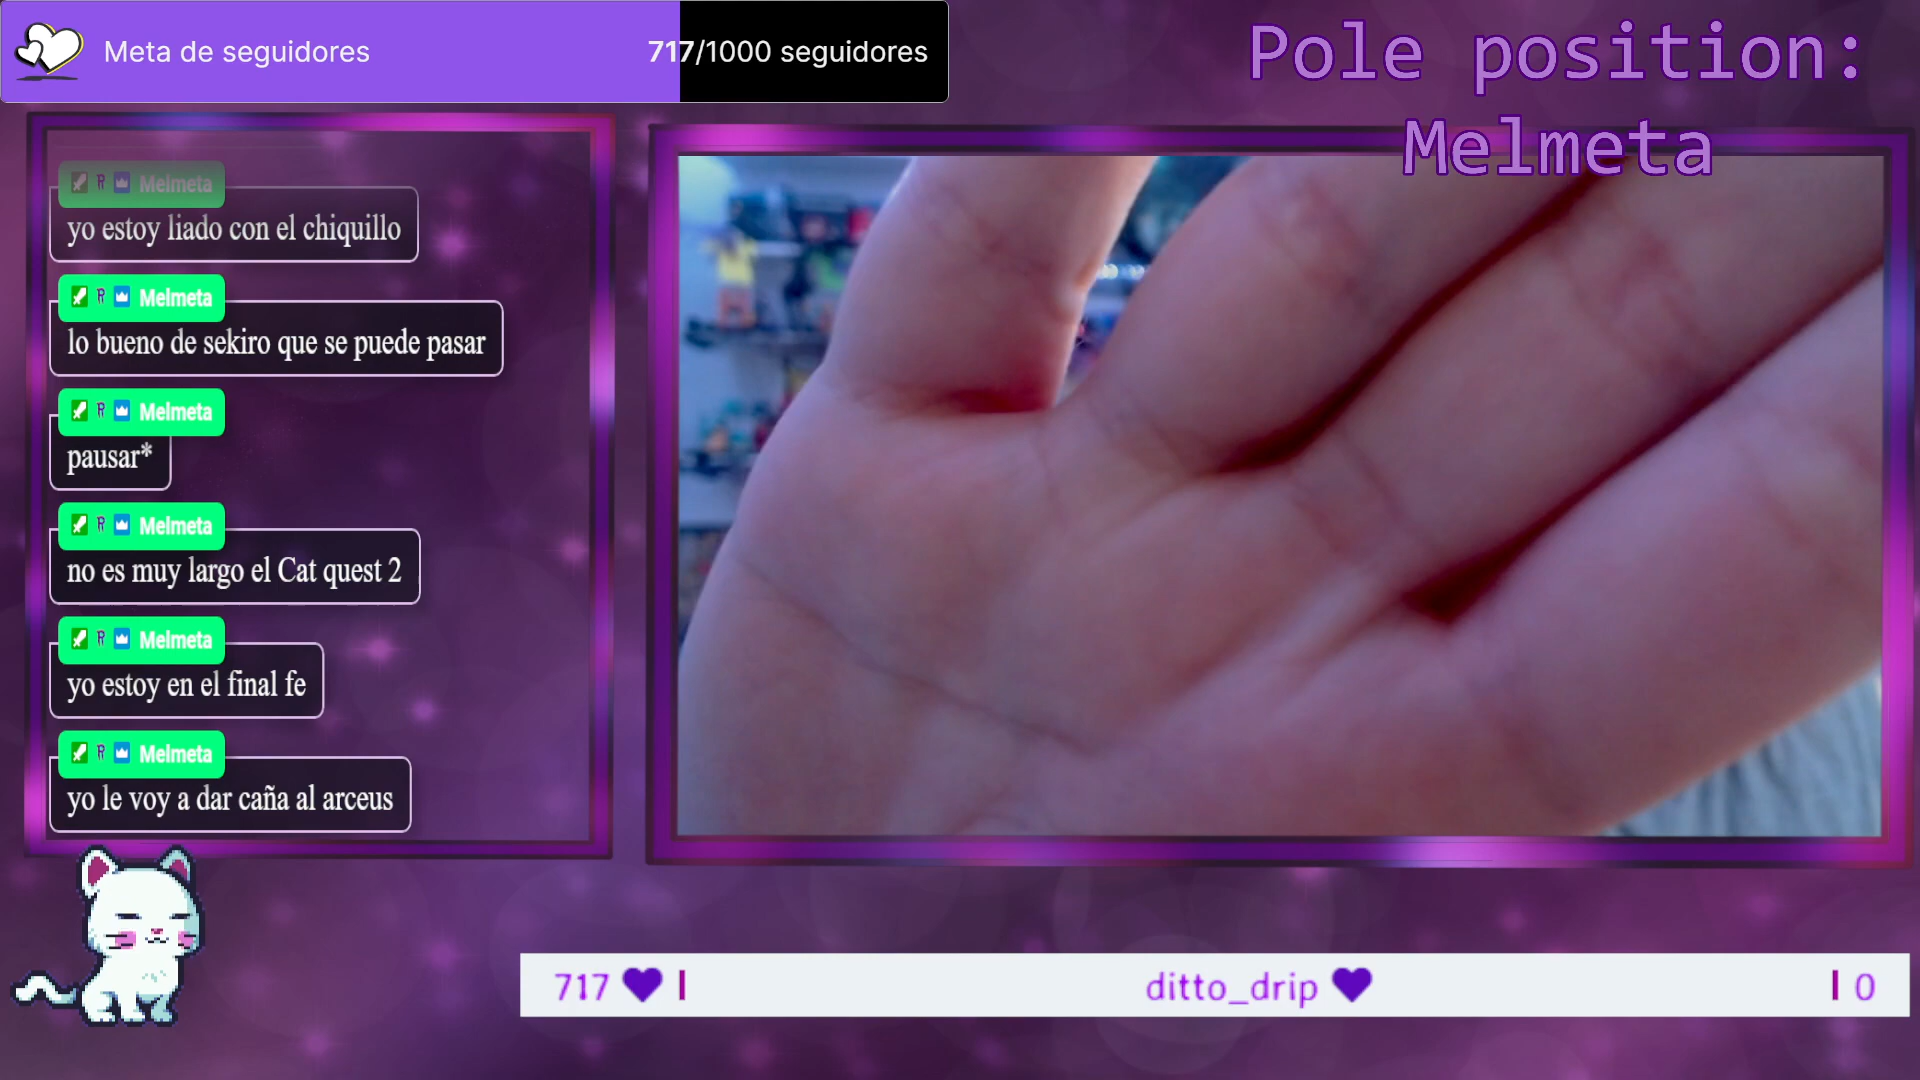 Meta de seguidores
717/1000 seguidores
Pole position:
Melmeta
Melmeta
yo estoy liado con el chiquillo
Melmeta
lo bueno de sekiro que se puede pasar
Melmeta
pausar*
Melmeta
no es muy largo el Cat quest 2
Melmeta
yo estoy en el final fe
Melmeta
yo le voy a dar caña al arceus
717
ditto_drip
0